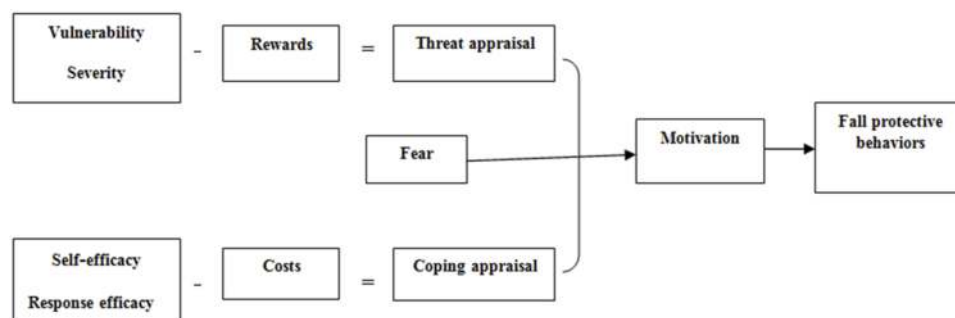 Vulnerability
Severity
-
Rewards
=
Threat appraisal
Fear
Motivation
Fall protective
behaviors
Self-efficacy
Response efficacy
-
Costs
=
Coping appraisal